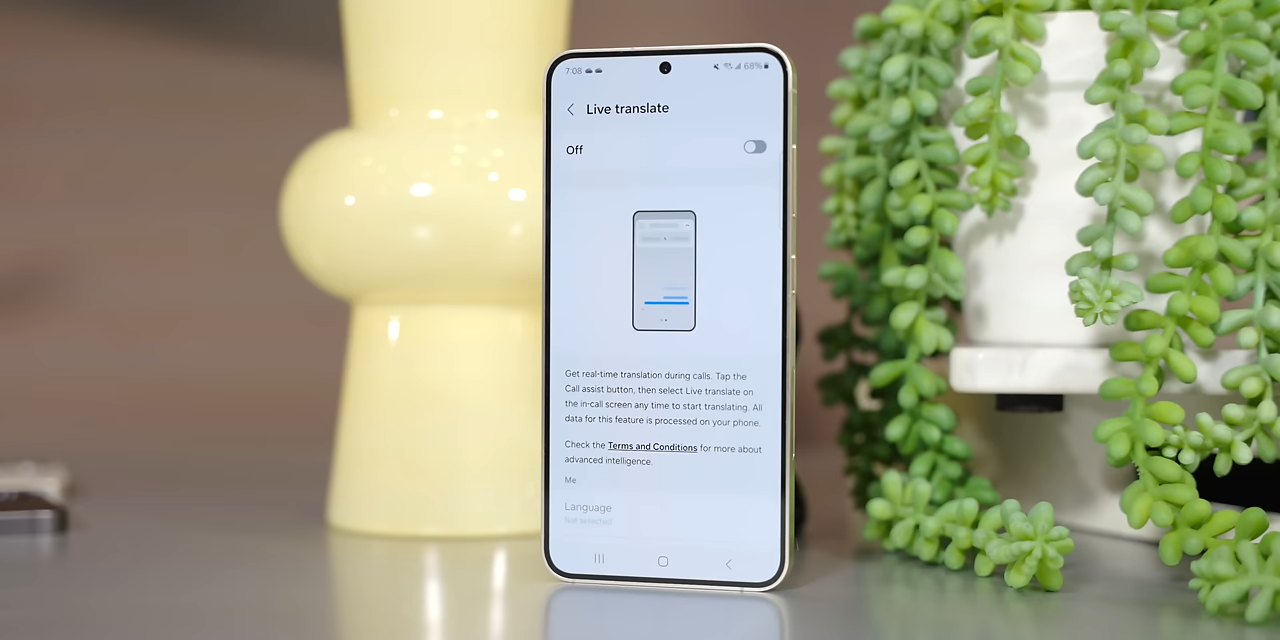 7:08
68%
Live translate
Off
Get real-time translation during calls. Tap the
Call assist button, then select Live translate on
the in-call screen any time to start translating. All
data for this feature is processed on your phone.
Check the Terms and Conditions for more about
advanced intelligence.
Me
Language
Not selected